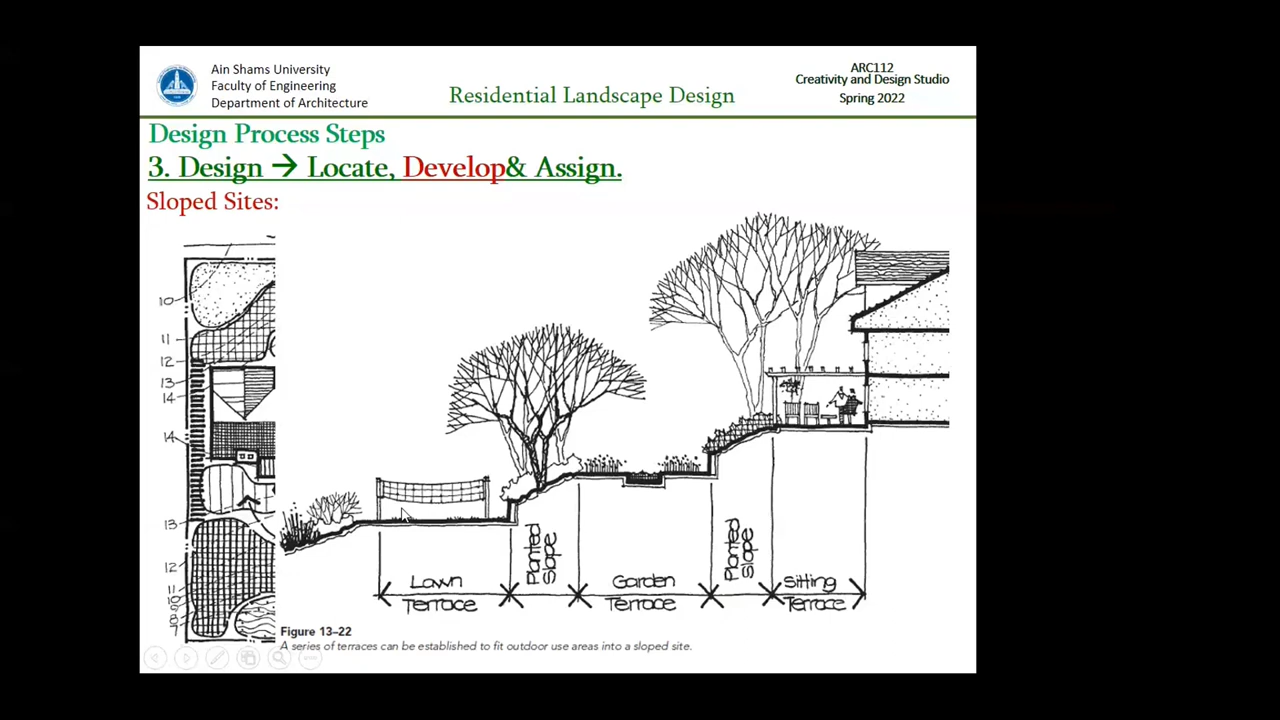 Ain Shams University
Faculty of Engineering
Department of Architecture
Residential Landscape Design
ARC112
Creativity and Design Studio
Spring 2022
Design Process Steps
3. Design → Locate, Develop& Assign.
Sloped Sites:
10
11
12
13
14
14
13
12
11
10
9
8
7
Planted Slope
Planted Slope
Lawn
Terrace
Garden
Terrace
Sitting
Terrace
Figure 13–22
A series of terraces can be established to fit outdoor use areas into a sloped site.